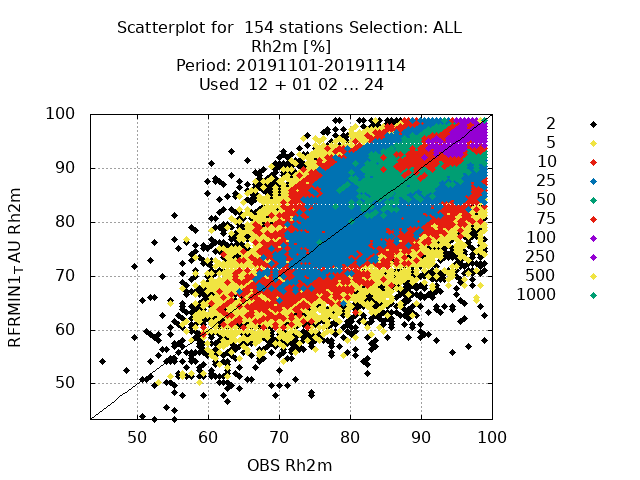 Scatterplot for  154 stations Selection: ALL
Rh2m [%]
Period: 20191101-20191114
Used  12 + 01 02 ... 24
RFRMIN1_TAU Rh2m
100
90
80
70
60
50
50 60 70 80 90 100
OBS Rh2m
2
5
10
25
50
75
100
250
500
1000